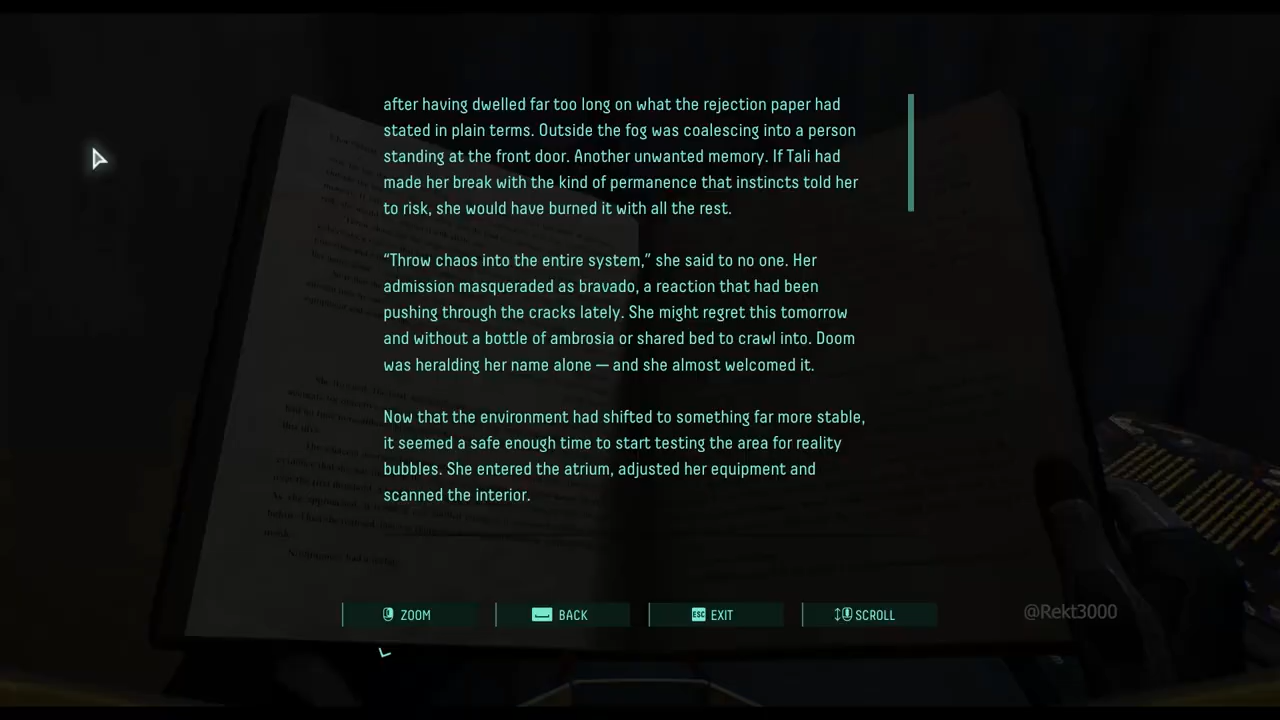 after having dwelled far too long on what the rejection paper had
stated in plain terms. Outside the fog was coalescing into a person
standing at the front door. Another unwanted memory. If Tali had
made her break with the kind of permanence that instincts told her
to risk, she would have burned it with all the rest.
“Throw chaos into the entire system,” she said to no one. Her
admission masqueraded as bravado, a reaction that had been
pushing through the cracks lately. She might regret this tomorrow
and without a bottle of ambrosia or shared bed to crawl into. Doom
was heralding her name alone — and she almost welcomed it.
Now that the environment had shifted to something far more stable,
it seemed a safe enough time to start testing the area for reality
bubbles. She entered the atrium, adjusted her equipment and
scanned the interior.
ZOOM BACK ESC EXIT SCROLL
@Rekt3000